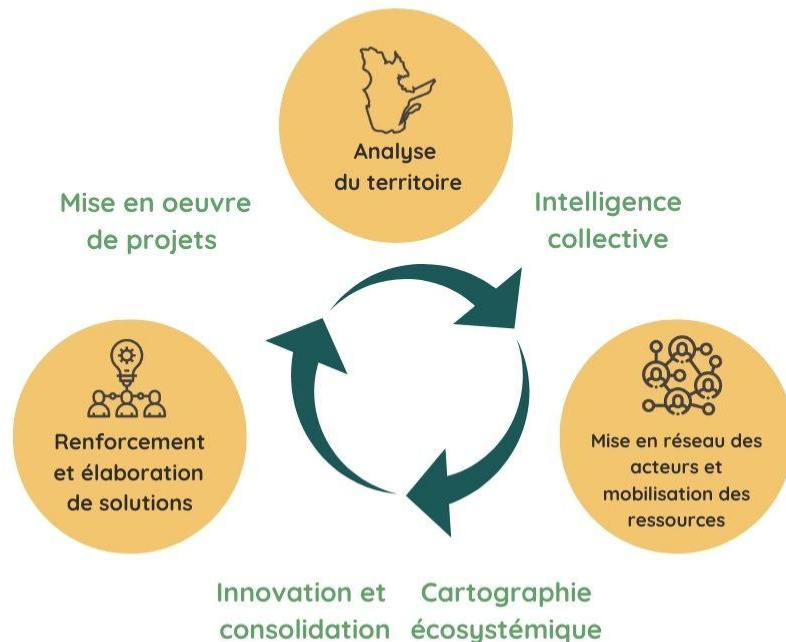 Analyse
du territoire
Mise en oeuvre
de projets
Intelligence
collective
Renforcement
et élaboration
de solutions
Mise en réseau des
acteurs et
mobilisation des
ressources
Innovation et
consolidation
Cartographie
écosystémique